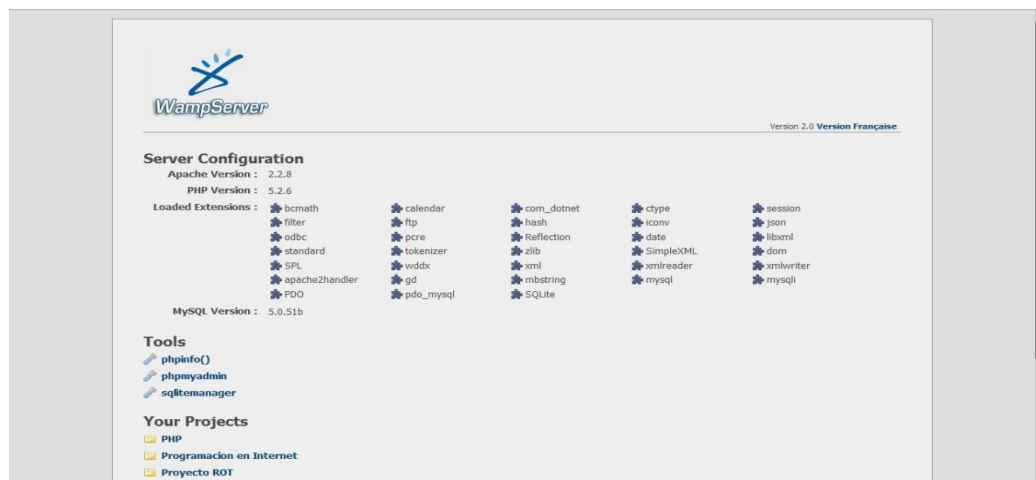 WampServer
Version 2.0 Version Française
Server Configuration
Apache Version : 2.2.8
PHP Version : 5.2.6
Loaded Extensions : bcmath calendar com_dotnet ctype session
filter ftp hash iconv json
odbc pcre Reflection date libxml
standard tokenizer zlib SimpleXML dom
SPL wddx xml xmlreader xmlwriter
apache2handler gd mbstring mysql mysqli
PDO pdo_mysql SQLite
MySQL Version : 5.0.51b
Tools
phpinfo()
phpmyadmin
sqlitemanager
Your Projects
PHP
Programacion en Internet
Proyecto ROT